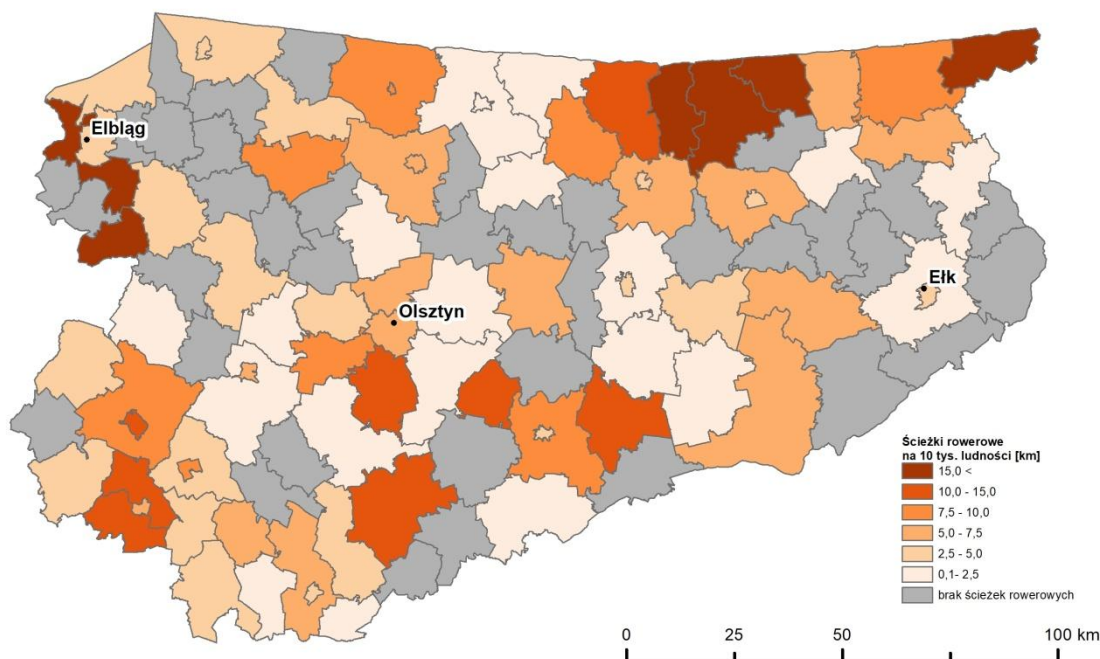 Elbląg
Ełk
Olsztyn
Ścieżki rowerowe
na 10 tys. ludności [km]
15,0 <
10,0 - 15,0
7,5 - 10,0
5,0 - 7,5
2,5 - 5,0
0,1- 2,5
brak ścieżek rowerowych
0 25 50 100 km